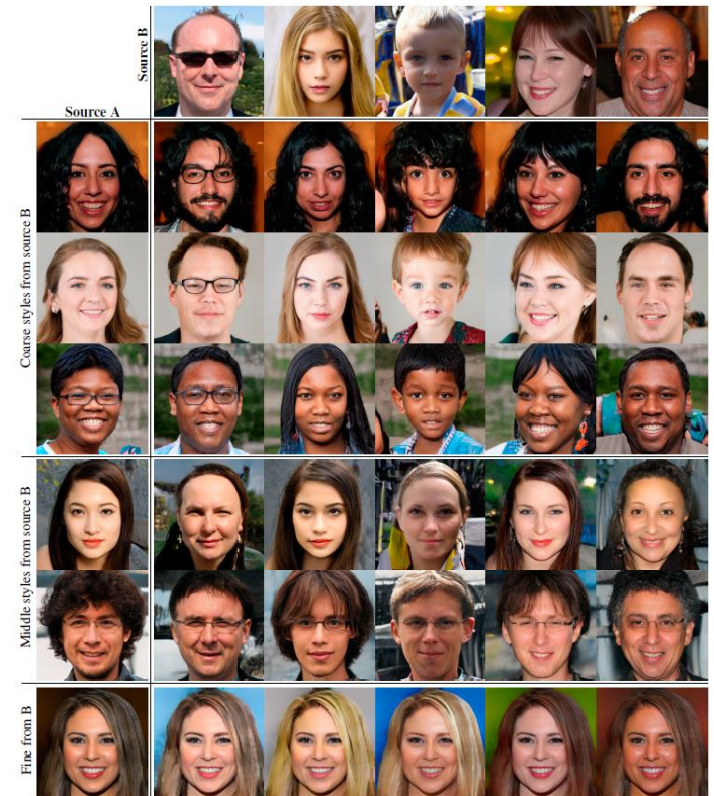 Source B
Source A
Coarse styles from source B
Middle styles from source B
Fine from B